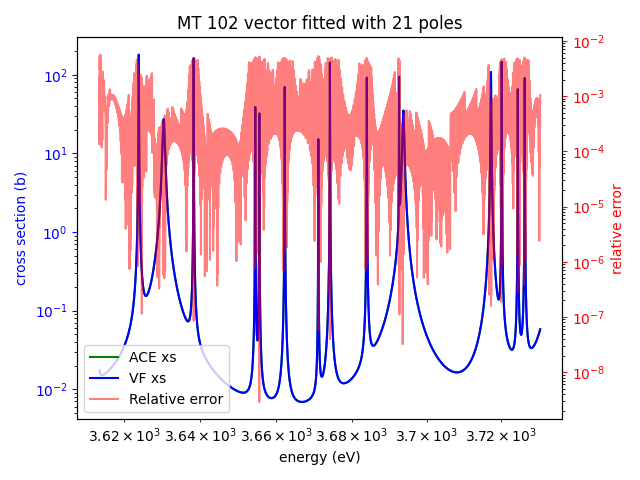 MT 102 vector fitted with 21 poles
10²
10¹
10⁰
10⁻¹
10⁻²
cross section (b)
10⁻²
10⁻³
10⁻⁴
10⁻⁵
10⁻⁶
10⁻⁷
10⁻⁸
relative error
ACE xs
VF xs
Relative error
3.62 × 10³ 3.64 × 10³ 3.66 × 10³ 3.68 × 10³ 3.7 × 10³ 3.72 × 10³
energy (eV)